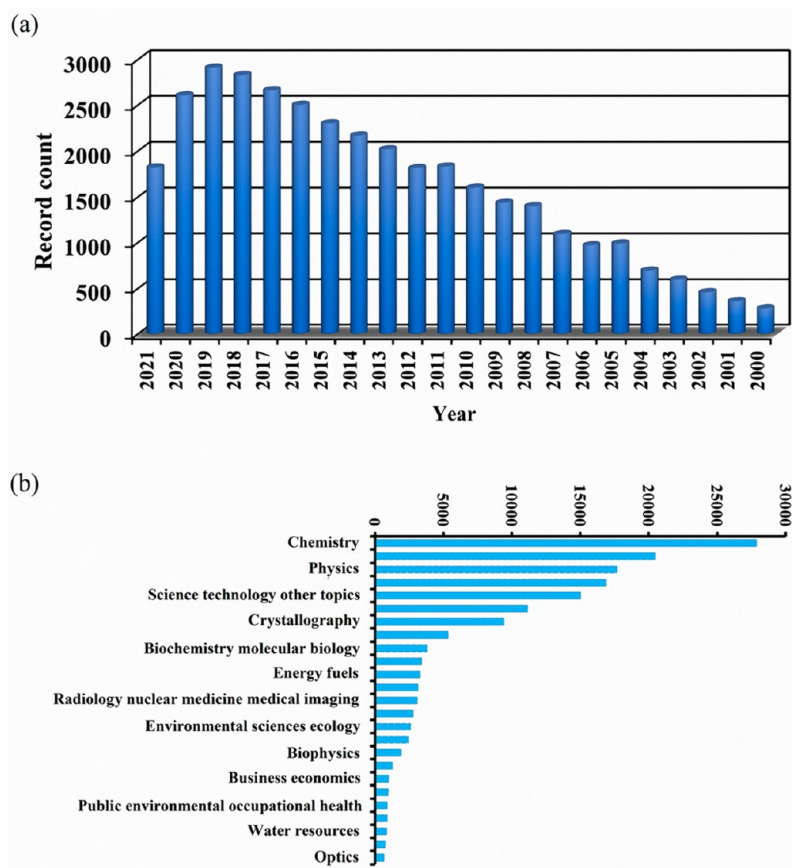 (a)
3000
2500
2000
1500
1000
500
0
Record count
2021
2020
2019
2018
2017
2016
2015
2014
2013
2012
2011
2010
2009
2008
2007
2006
2005
2004
2003
2002
2001
2000
Year
(b)
0
5000
10000
15000
20000
25000
30000
Chemistry
Physics
Science technology other topics
Crystallography
Biochemistry molecular biology
Energy fuels
Radiology nuclear medicine medical imaging
Environmental sciences ecology
Biophysics
Business economics
Public environmental occupational health
Water resources
Optics